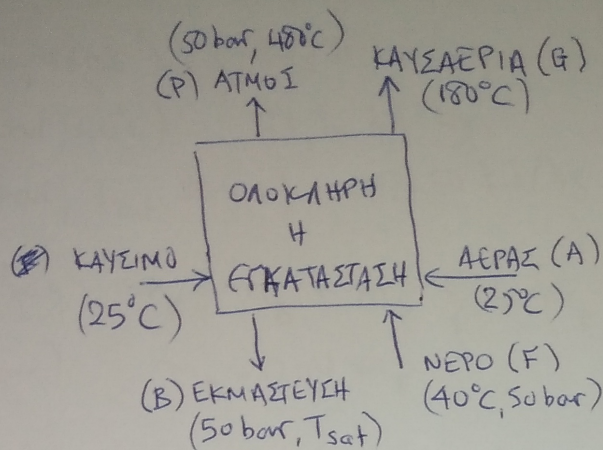 (50 bar, 480°C)
(P) ΑΤΜΟΣ
ΚΑΥΣΑΕΡΙΑ (G)
(180°C)
ΟΛΟΚΛΗΡΗ
Η
ΕΓΚΑΤΑΣΤΑΣΗ
ΚΑΥΣΙΜΟ
(25°C)
ΑΕΡΑΣ (A)
(25°C)
(B) ΕΚΜΑΣΤΕΥΣΗ
(50 bar, Tsat)
ΝΕΡΟ (F)
(40°C, 50 bar)